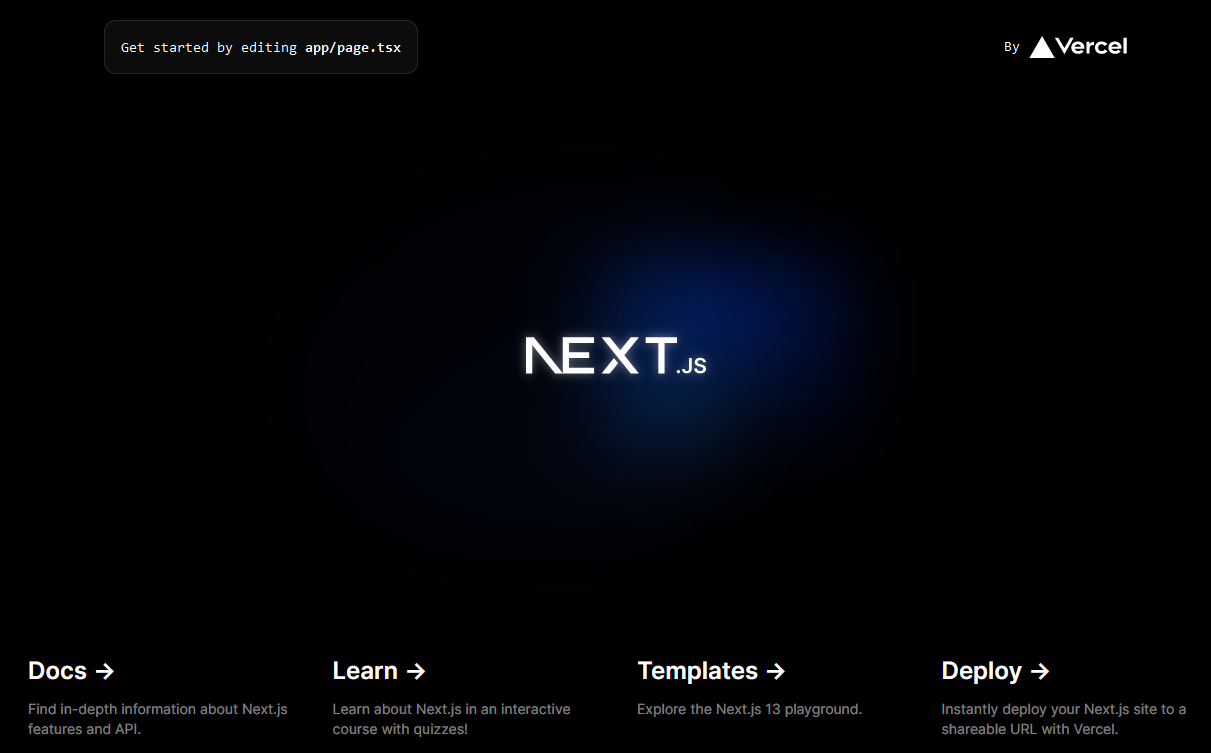 Get started by editing app/page.tsx
By Vercel
NEXT.JS
Docs →
Find in-depth information about Next.js
features and API.
Learn →
Learn about Next.js in an interactive
course with quizzes!
Templates →
Explore the Next.js 13 playground.
Deploy →
Instantly deploy your Next.js site to a
shareable URL with Vercel.